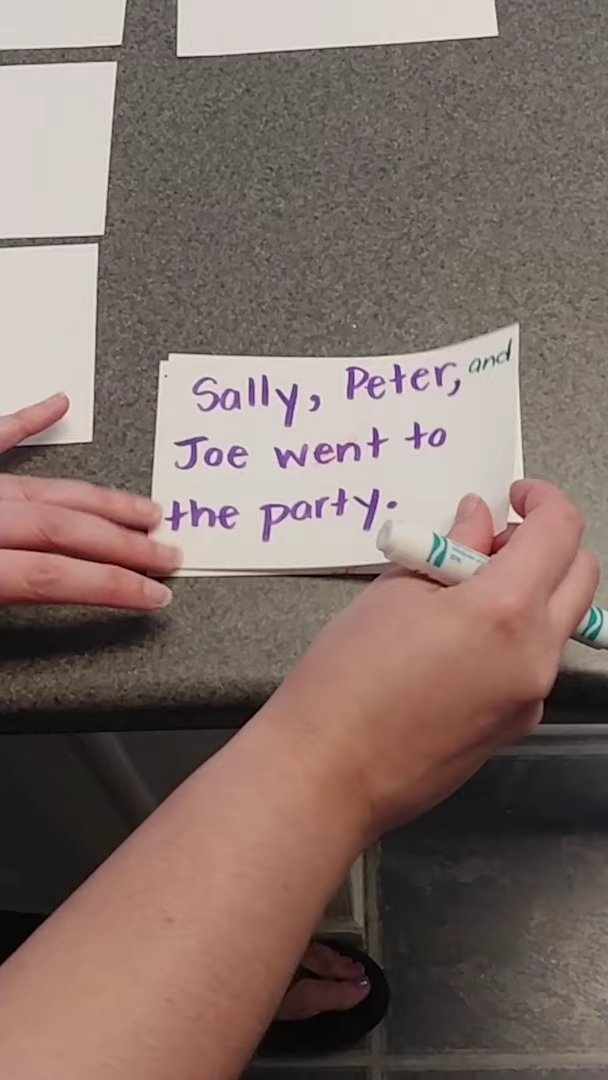 Sally, Peter, and
Joe went to
the party.